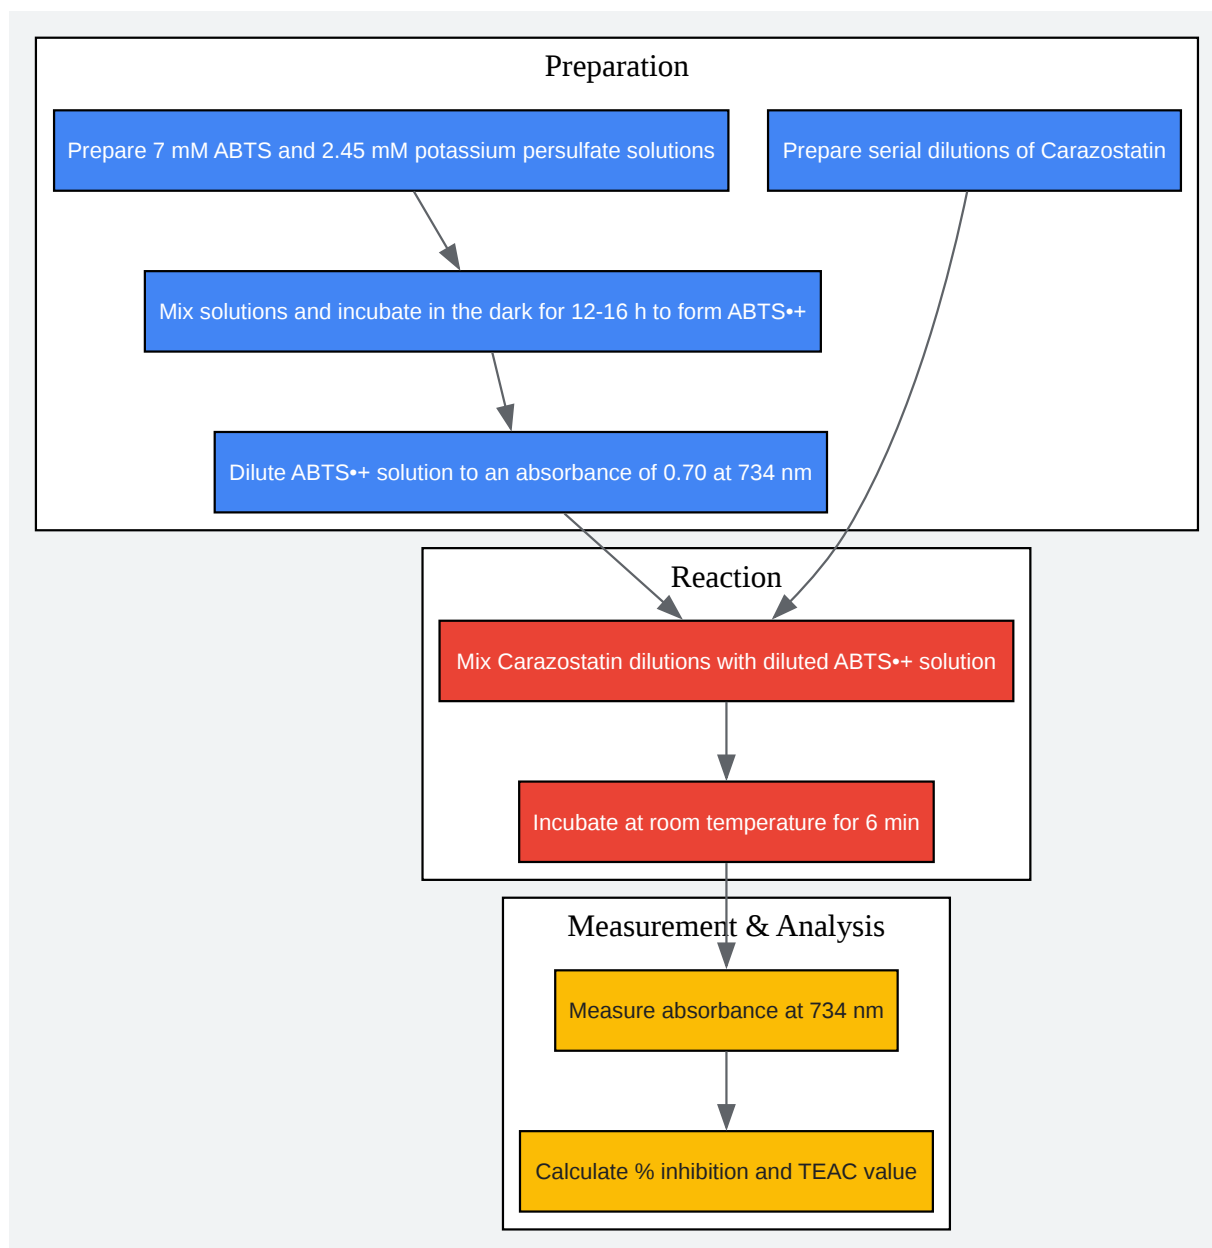 Preparation
Prepare 7 mM ABTS and 2.45 mM potassium persulfate solutions
Prepare serial dilutions of Carazostatin
Mix solutions and incubate in the dark for 12-16 h to form ABTS•+
Dilute ABTS•+ solution to an absorbance of 0.70 at 734 nm
Reaction
Mix Carazostatin dilutions with diluted ABTS•+ solution
Incubate at room temperature for 6 min
Measurement & Analysis
Measure absorbance at 734 nm
Calculate % inhibition and TEAC value